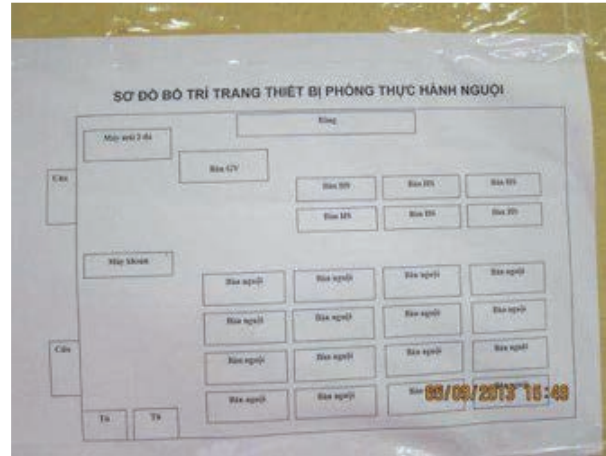 SƠ ĐỒ BỐ TRÍ TRANG THIẾT BỊ PHÒNG THỰC HÀNH NGUỘI
Bảng
Máy mài 2 đá
Bàn GV
Cửa
Bàn HS Bàn HS Bàn HS
Bàn HS Bàn HS Bàn HS
Máy khoan
Bàn nguội Bàn nguội Bàn nguội Bàn nguội
Bàn nguội Bàn nguội Bàn nguội Bàn nguội
Cửa
Bàn nguội Bàn nguội Bàn nguội Bàn nguội
Bàn nguội Bàn nguội Bàn
Tủ Tủ
05/09/2013 15:49